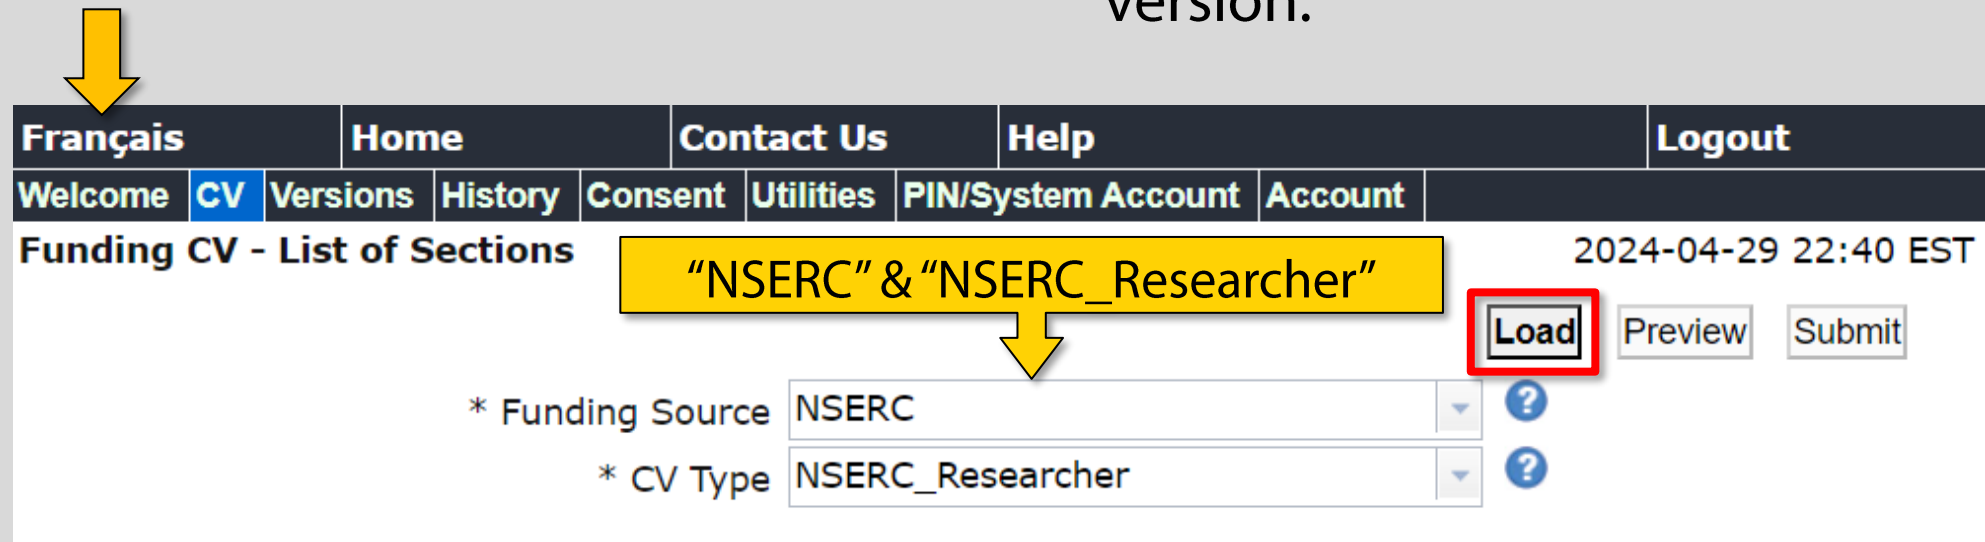 version.
Français Home Contact Us Help Logout
Welcome CV Versions History Consent Utilities PIN/System Account Account
Funding CV - List of Sections 2024-04-29 22:40 EST
“NSERC” & “NSERC_Researcher”
Load Preview Submit
* Funding Source NSERC ?
* CV Type NSERC_Researcher ?